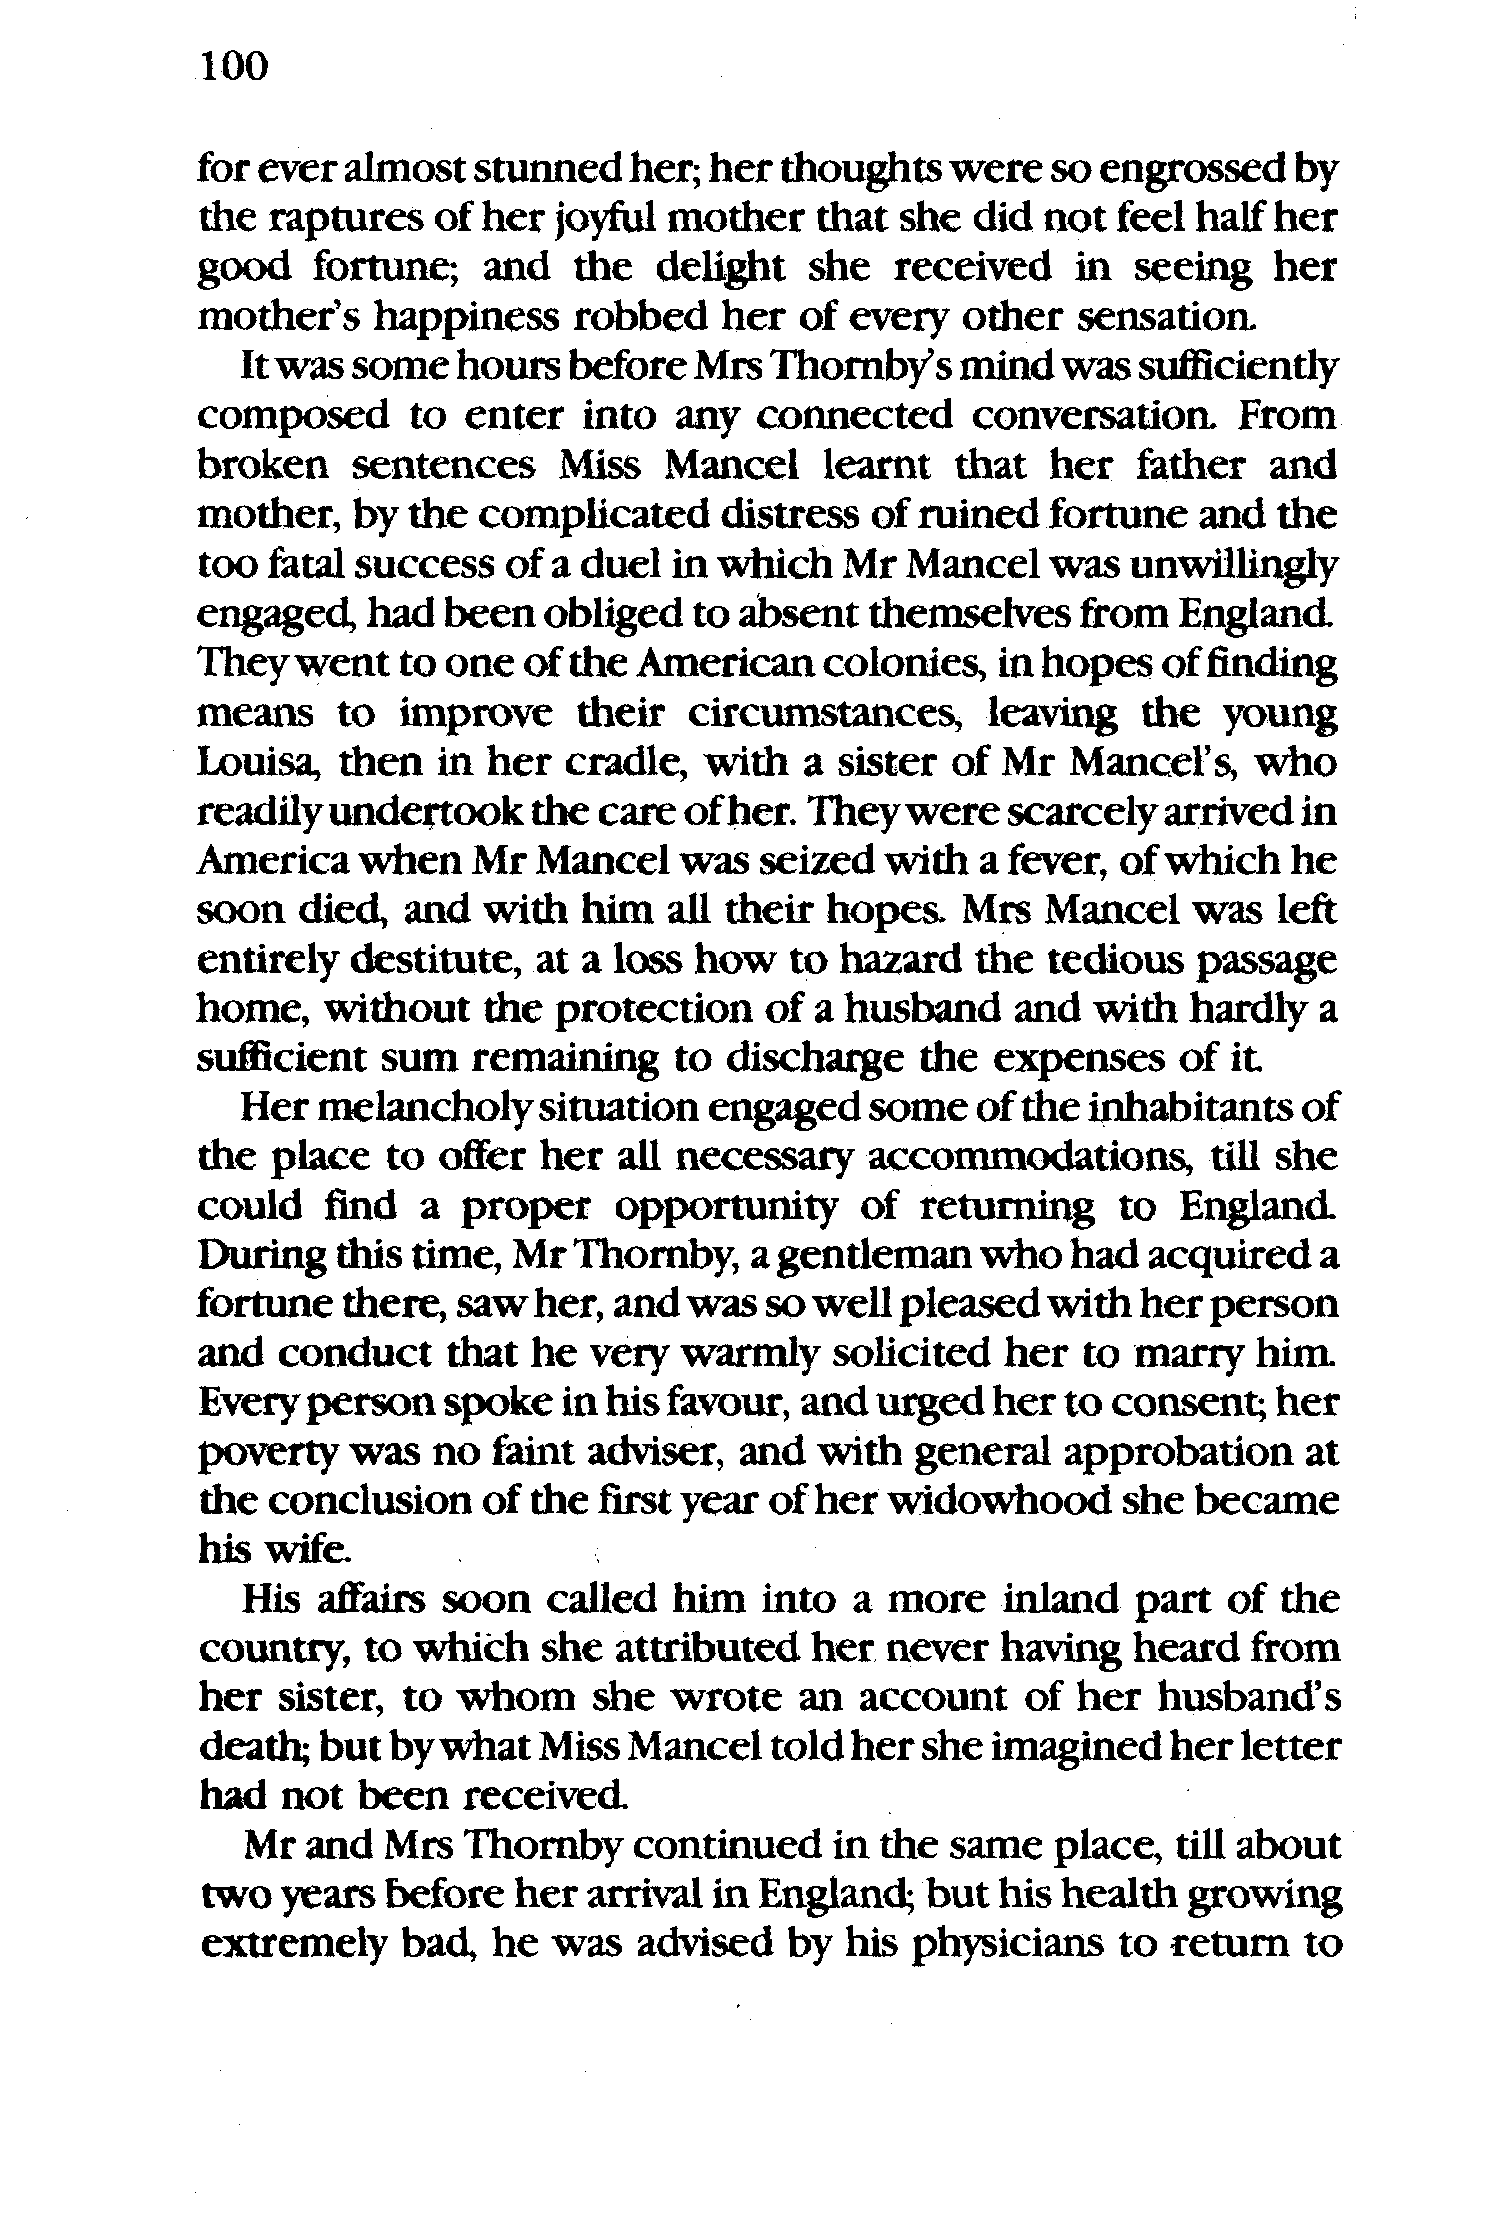 100
for ever almost stunned her; her thoughts were so engrossed by
the raptures of her joyful mother that she did not feel half her
good fortune; and the delight she received in seeing her
mother's happiness robbed her of every other sensation.
It was some hours before Mrs Thornby's mind was sufficiently
composed to enter into any connected conversation. From
broken sentences Miss Mancel learnt that her father and
mother, by the complicated distress of ruined fortune and the
too fatal success of a duel in which Mr Mancel was unwillingly
engaged, had been obliged to absent themselves from England.
They went to one of the American colonies, in hopes of finding
means to improve their circumstances, leaving the young
Louisa, then in her cradle, with a sister of Mr Mancel's, who
readily undertook the care of her. They were scarcely arrived in
America when Mr Mancel was seized with a fever, of which he
soon died, and with him all their hopes. Mrs Mancel was left
entirely destitute, at a loss how to hazard the tedious passage
home, without the protection of a husband and with hardly a
sufficient sum remaining to discharge the expenses of it.
Her melancholy situation engaged some of the inhabitants of
the place to offer her all necessary accommodations, till she
could find a proper opportunity of returning to England.
During this time, Mr Thornby, a gentleman who had acquired a
fortune there, saw her, and was so well pleased with her person
and conduct that he very warmly solicited her to marry him.
Every person spoke in his favour, and urged her to consent; her
poverty was no faint adviser, and with general approbation at
the conclusion of the first year of her widowhood she became
his wife.
His affairs soon called him into a more inland part of the
country, to which she attributed her never having heard from
her sister, to whom she wrote an account of her husband's
death; but by what Miss Mancel told her she imagined her letter
had not been received.
Mr and Mrs Thornby continued in the same place, till about
two years before her arrival in England; but his health growing
extremely bad, he was advised by his physicians to return to